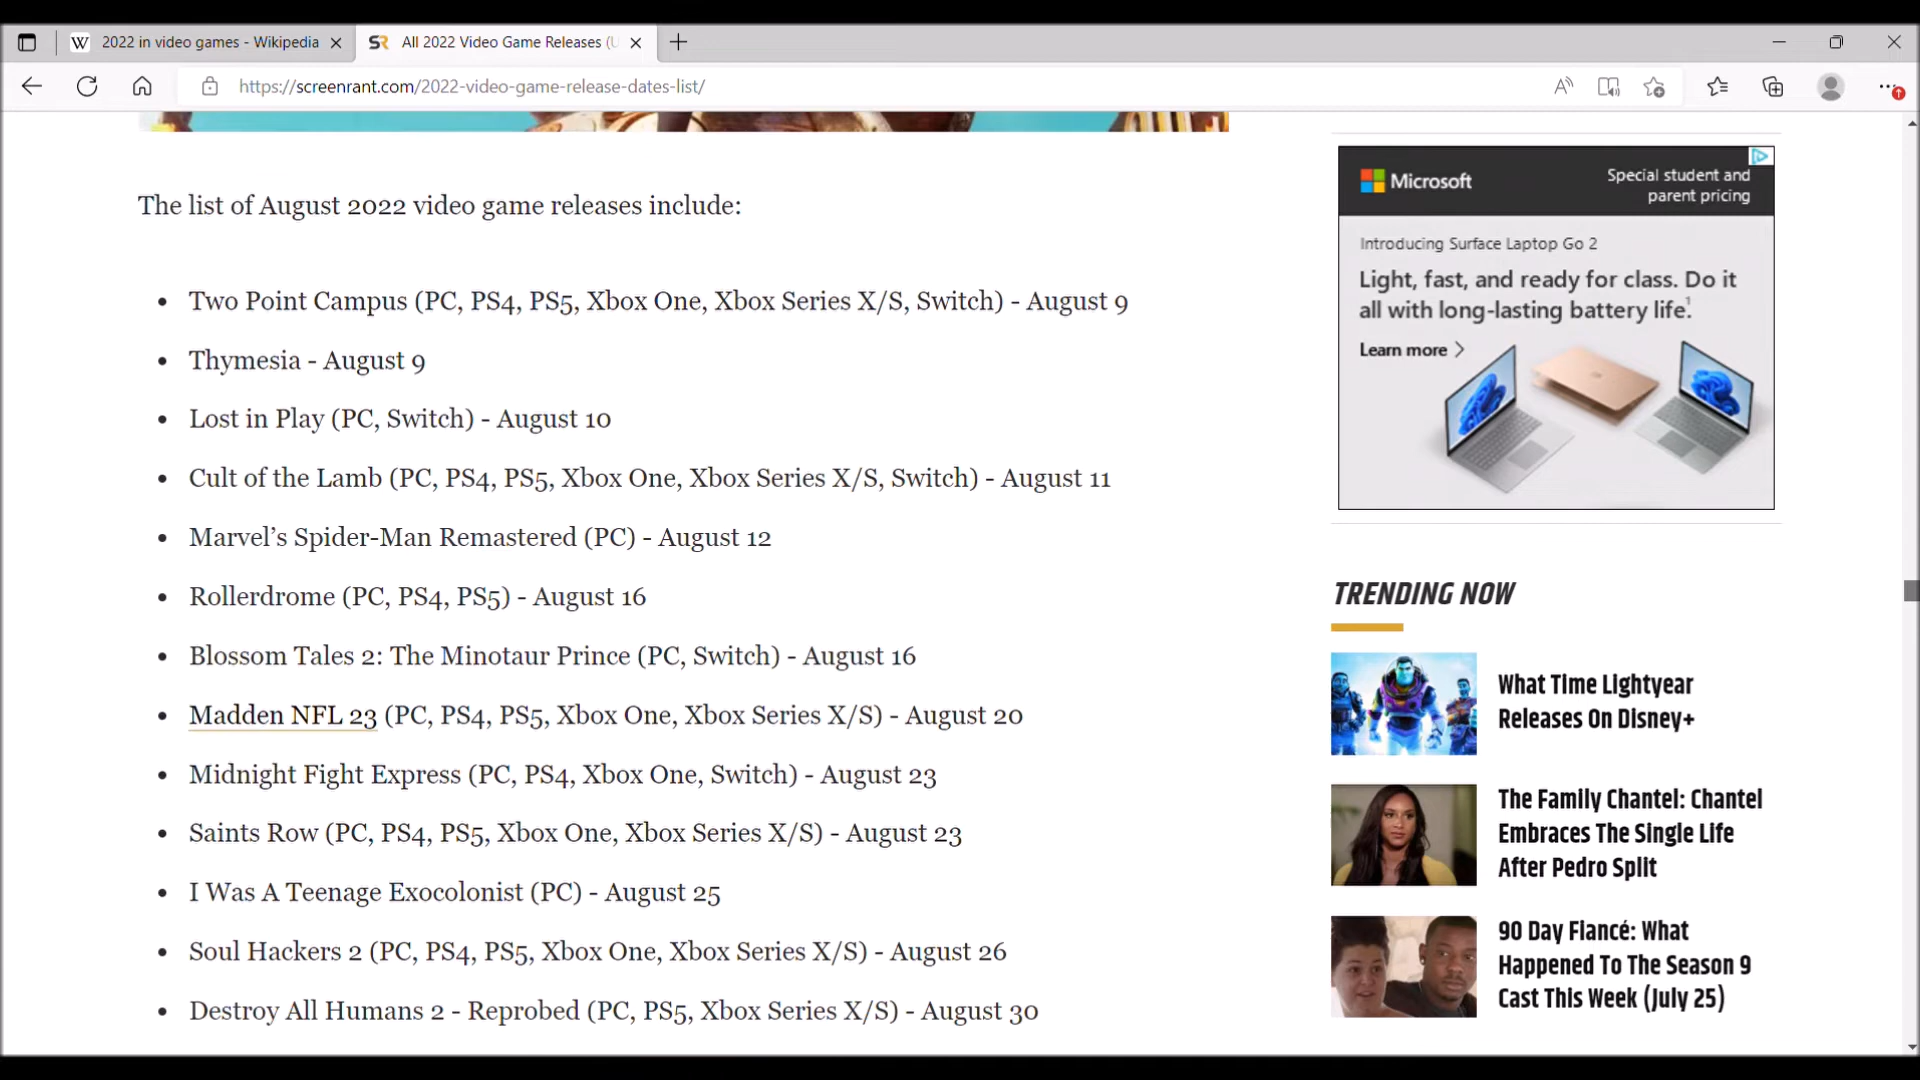 2022 in video games - Wikipedia
All 2022 Video Game Releases (U
https://screenrant.com/2022-video-game-release-dates-list/
The list of August 2022 video game releases include:
Two Point Campus (PC, PS4, PS5, Xbox One, Xbox Series X/S, Switch) - August 9
Thymesia - August 9
Lost in Play (PC, Switch) - August 10
Cult of the Lamb (PC, PS4, PS5, Xbox One, Xbox Series X/S, Switch) - August 11
Marvel’s Spider-Man Remastered (PC) - August 12
Rollerdrome (PC, PS4, PS5) - August 16
Blossom Tales 2: The Minotaur Prince (PC, Switch) - August 16
Madden NFL 23 (PC, PS4, PS5, Xbox One, Xbox Series X/S) - August 20
Midnight Fight Express (PC, PS4, Xbox One, Switch) - August 23
Saints Row (PC, PS4, PS5, Xbox One, Xbox Series X/S) - August 23
I Was A Teenage Exocolonist (PC) - August 25
Soul Hackers 2 (PC, PS4, PS5, Xbox One, Xbox Series X/S) - August 26
Destroy All Humans 2 - Reprobed (PC, PS5, Xbox Series X/S) - August 30
Microsoft
Special student and
parent pricing
Introducing Surface Laptop Go 2
Light, fast, and ready for class. Do it
all with long-lasting battery life.¹
Learn more
TRENDING NOW
What Time Lightyear
Releases On Disney+
The Family Chantel: Chantel
Embraces The Single Life
After Pedro Split
90 Day Fiancé: What
Happened To The Season 9
Cast This Week (July 25)